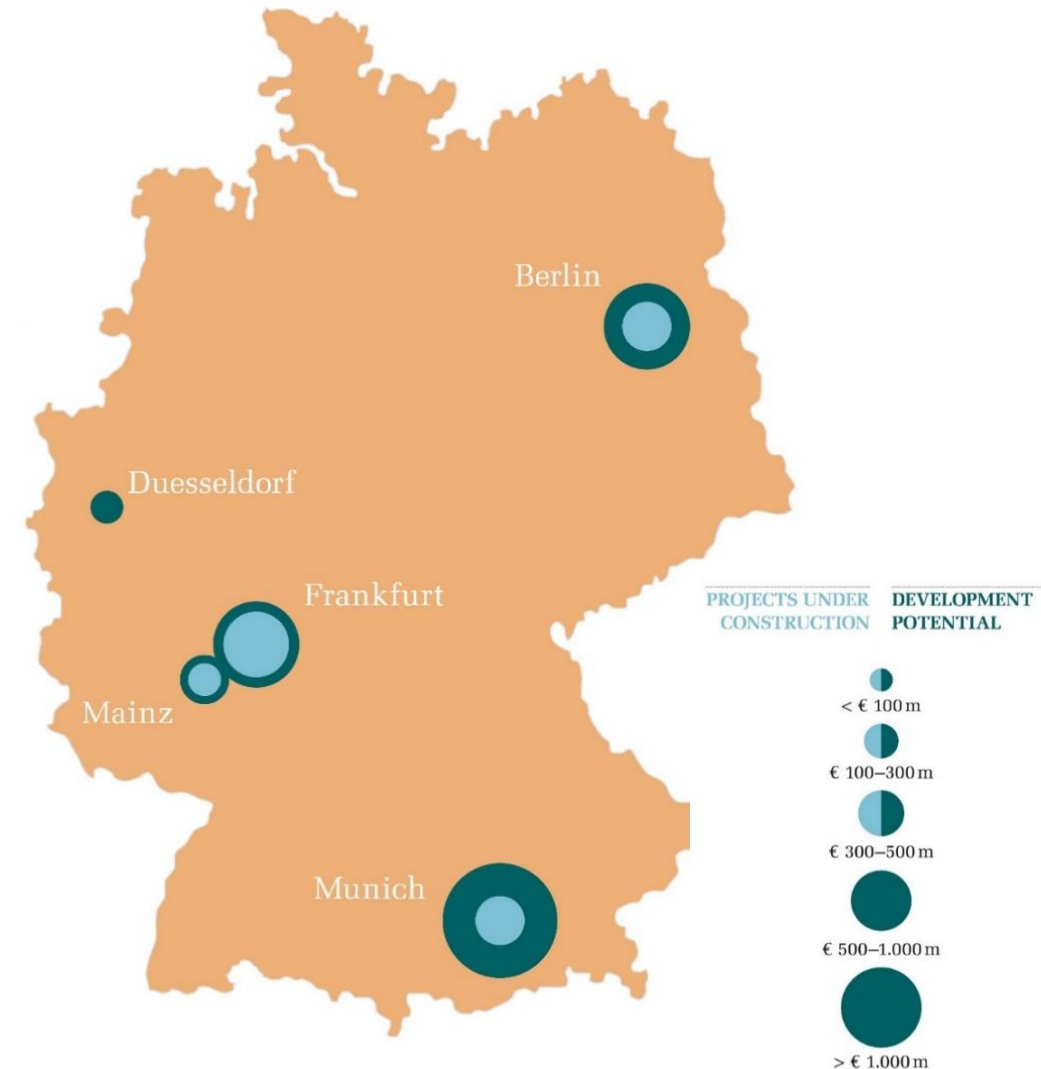 Berlin
Duesseldorf
Frankfurt
Mainz
Munich
PROJECTS UNDER
CONSTRUCTION
DEVELOPMENT
POTENTIAL
< € 100 m
€ 100–300 m
€ 300–500 m
€ 500–1.000 m
> € 1.000 m